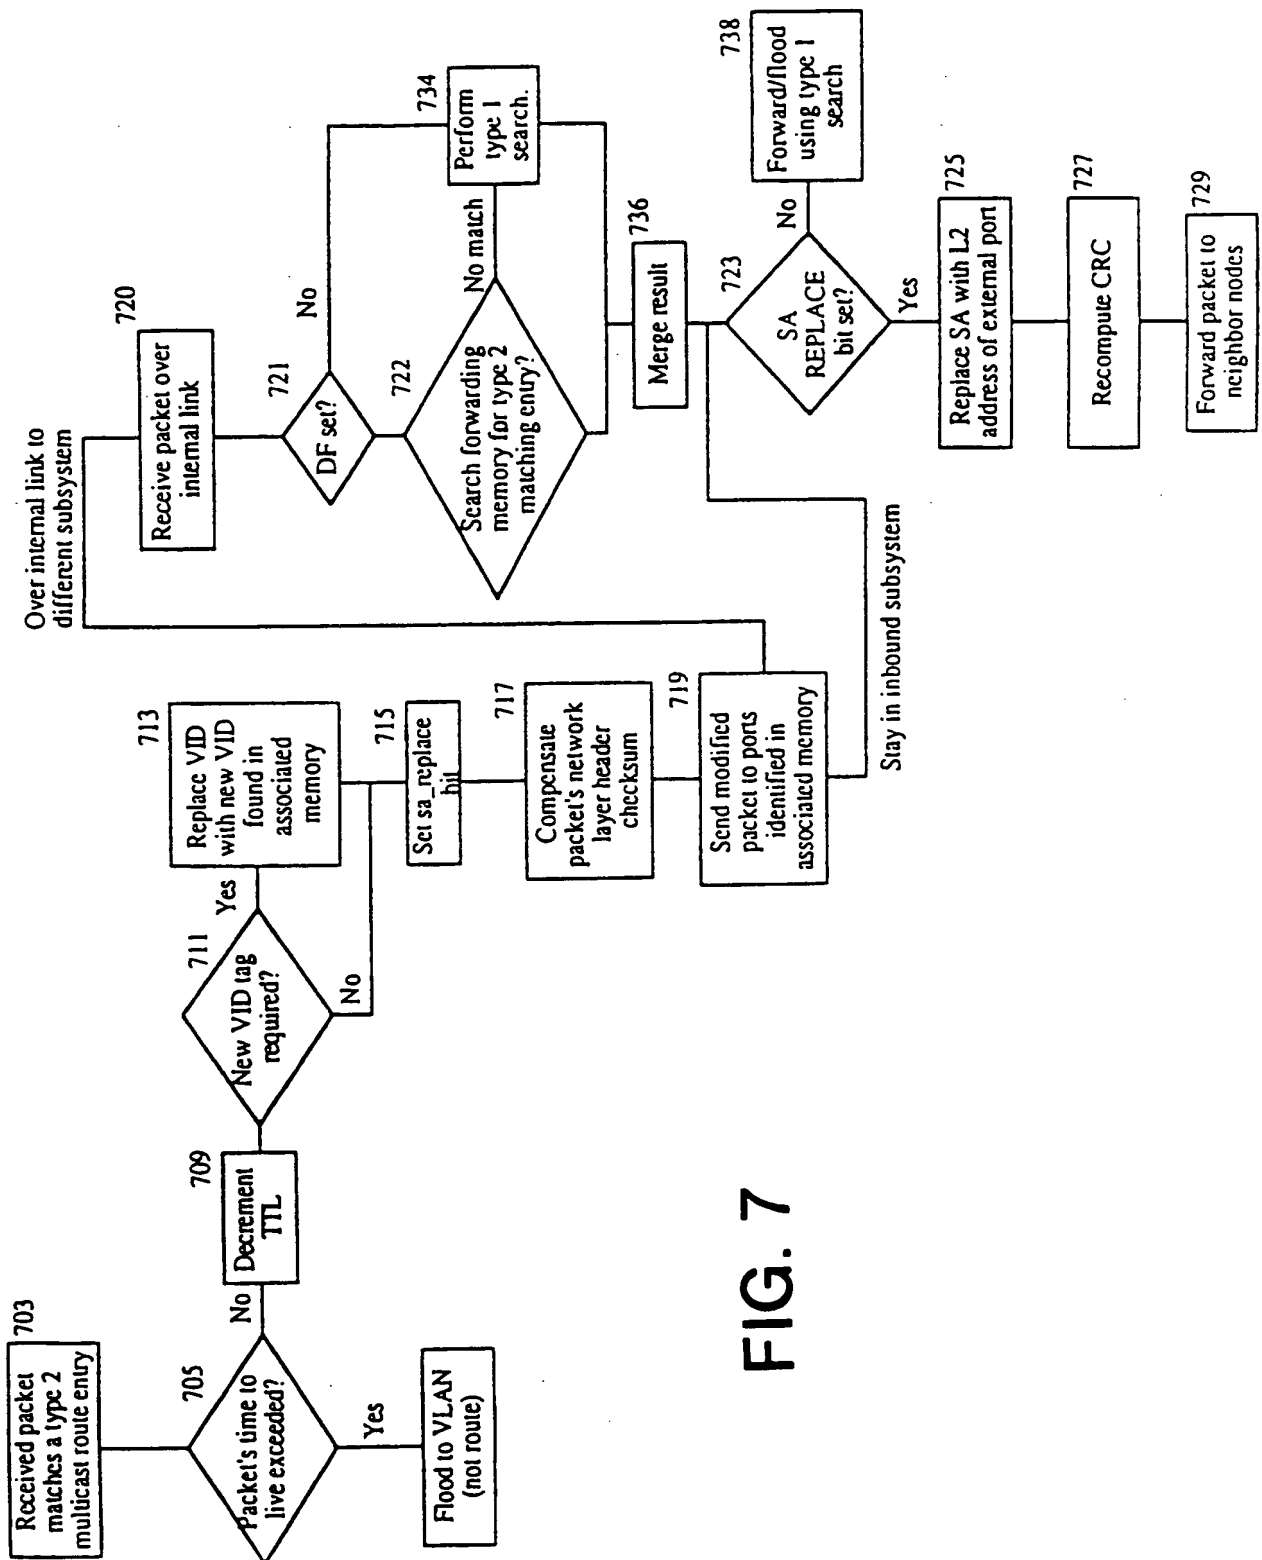 Received packet
matches a type 2
multicast route entry
703
Packet's time to
live exceeded?
705
Yes
Flood to VLAN
(not route)
No
Decrement
TTL
709
New VID tag
required?
711
Yes
No
Replace VID
with new VID
found in
associated
memory
713
Set sa_replace
bit
715
Compensate
packet's network
layer header
checksum
717
Send modified
packet to ports
identified in
associated memory
719
Over internal link to
different subsystem
Stay in inbound subsystem
Receive packet over
internal link
720
DF set?
721
No
Search forwarding
memory for type 2
matching entry?
722
No match
Perform
type 1
search.
734
Merge result
736
SA
REPLACE
bit set?
723
No
Forward/flood
using type 1
search
738
Yes
Replace SA with L2
address of external port
725
Recompute CRC
727
Forward packet to
neighbor nodes
729
FIG. 7